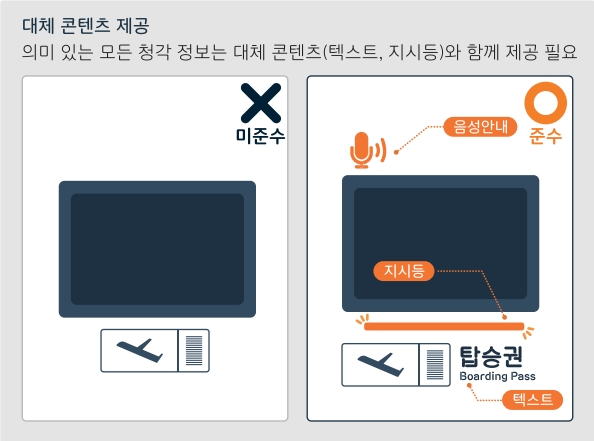 대체 콘텐츠 제공
의미 있는 모든 청각 정보는 대체 콘텐츠(텍스트, 지시등)와 함께 제공 필요
미준수
음성안내
준수
지시등
탑승권
Boarding Pass
텍스트